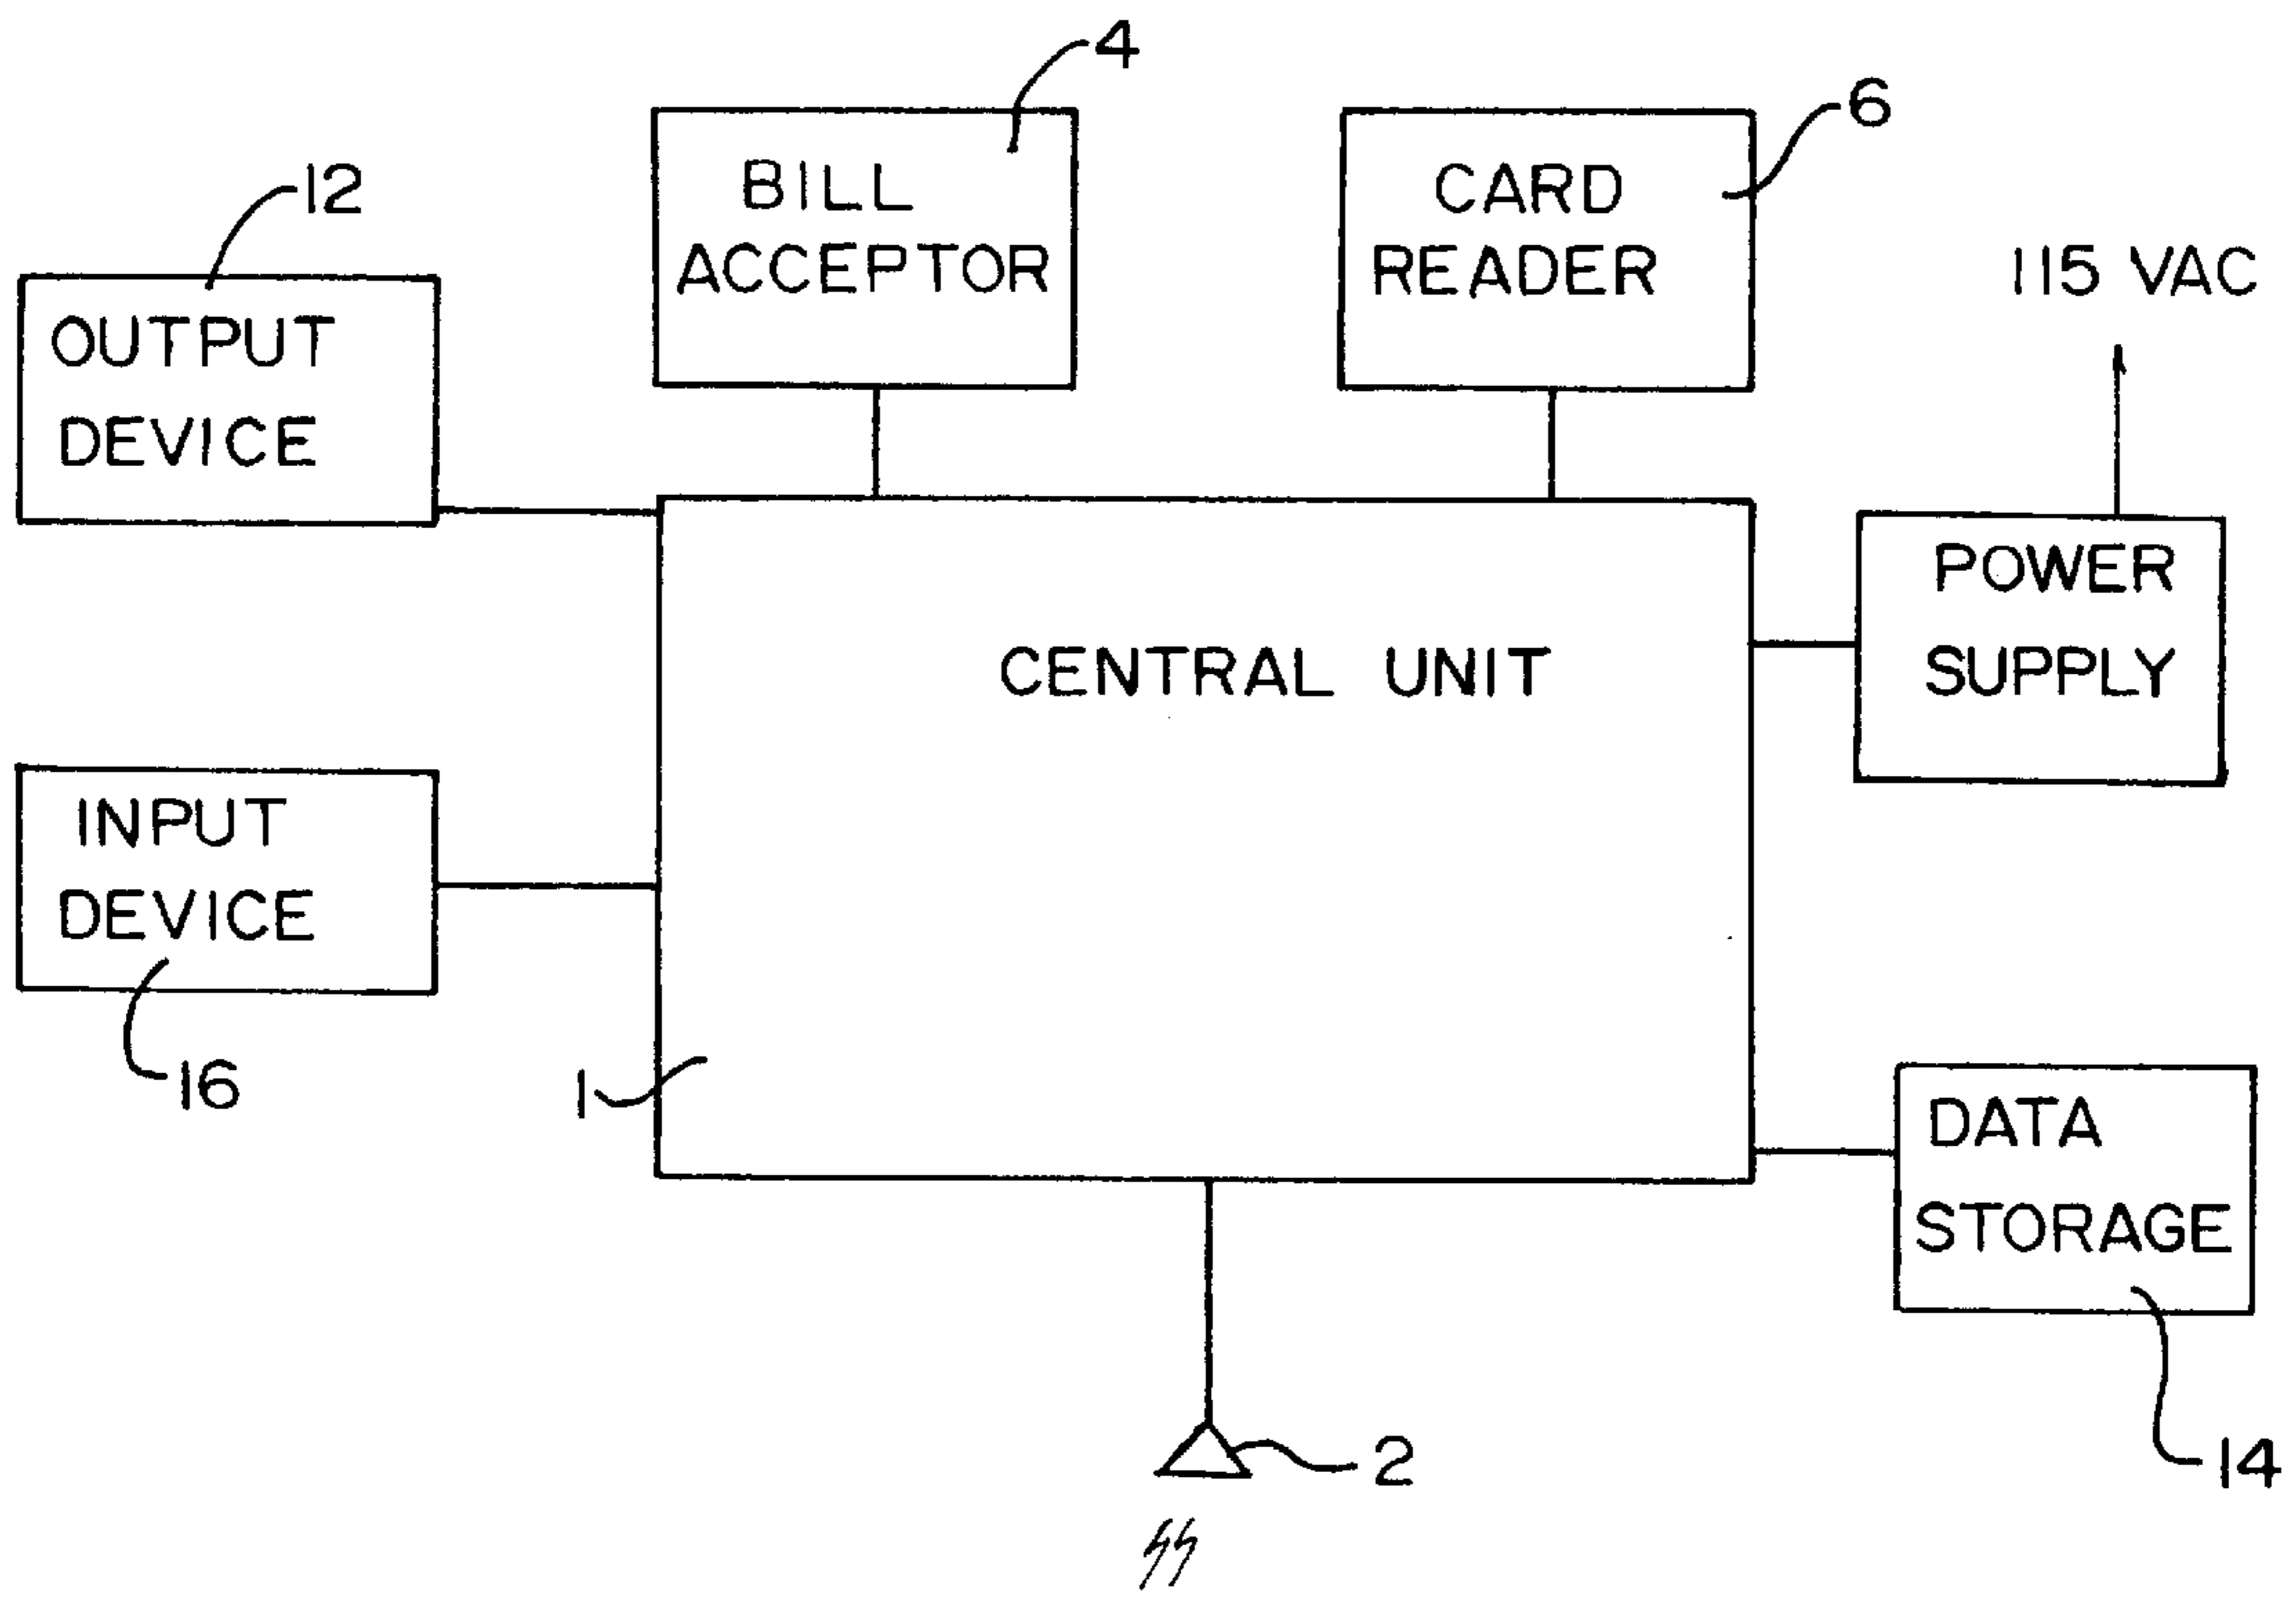 4
6
12
BILL
ACCEPTOR
CARD
READER
115 VAC
OUTPUT
DEVICE
POWER
SUPPLY
CENTRAL UNIT
INPUT
DEVICE
16
1
DATA
STORAGE
2
14